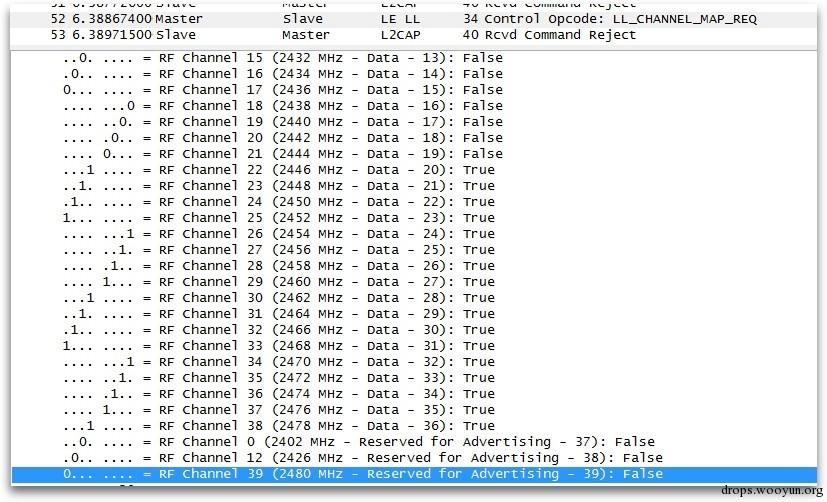 52 6.38867400 Master Slave LE LL 34 Control Opcode: LL_CHANNEL_MAP_REQ
53 6.38971500 Slave Master L2CAP 40 Rcvd Command Reject
..0. .... = RF Channel 15 (2432 MHz - Data - 13): False
.0.. .... = RF Channel 16 (2434 MHz - Data - 14): False
0... .... = RF Channel 17 (2436 MHz - Data - 15): False
.... ...0 = RF Channel 18 (2438 MHz - Data - 16): False
.... ..0. = RF Channel 19 (2440 MHz - Data - 17): False
.... .0.. = RF Channel 20 (2442 MHz - Data - 18): False
.... 0... = RF Channel 21 (2444 MHz - Data - 19): False
...1 .... = RF Channel 22 (2446 MHz - Data - 20): True
..1. .... = RF Channel 23 (2448 MHz - Data - 21): True
.1.. .... = RF Channel 24 (2450 MHz - Data - 22): True
1... .... = RF Channel 25 (2452 MHz - Data - 23): True
.... ...1 = RF Channel 26 (2454 MHz - Data - 24): True
.... ..1. = RF Channel 27 (2456 MHz - Data - 25): True
.... .1.. = RF Channel 28 (2458 MHz - Data - 26): True
.... 1... = RF Channel 29 (2460 MHz - Data - 27): True
...1 .... = RF Channel 30 (2462 MHz - Data - 28): True
..1. .... = RF Channel 31 (2464 MHz - Data - 29): True
.1.. .... = RF Channel 32 (2466 MHz - Data - 30): True
1... .... = RF Channel 33 (2468 MHz - Data - 31): True
.... ...1 = RF Channel 34 (2470 MHz - Data - 32): True
.... ..1. = RF Channel 35 (2472 MHz - Data - 33): True
.... .1.. = RF Channel 36 (2474 MHz - Data - 34): True
.... 1... = RF Channel 37 (2476 MHz - Data - 35): True
...1 .... = RF Channel 38 (2478 MHz - Data - 36): True
..0. .... = RF Channel 0 (2402 MHz - Reserved for Advertising - 37): False
.0.. .... = RF Channel 12 (2426 MHz - Reserved for Advertising - 38): False
0... .... = RF Channel 39 (2480 MHz - Reserved for Advertising - 39): False
drops.wooyun.org